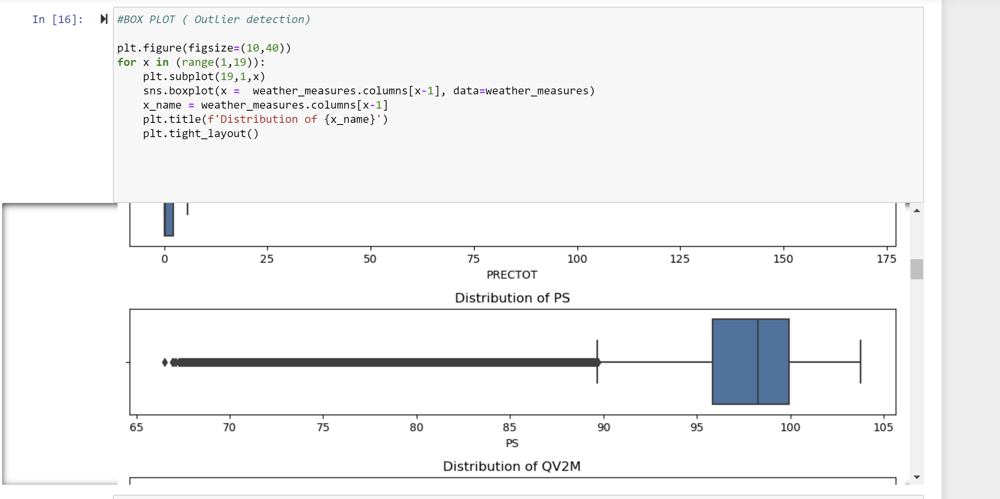 In [16]:
#BOX PLOT ( Outlier detection)
plt.figure(figsize=(10,40))
for x in (range(1,19)):
    plt.subplot(19,1,x)
    sns.boxplot(x =  weather_measures.columns[x-1], data=weather_measures)
    x_name = weather_measures.columns[x-1]
    plt.title(f'Distribution of {x_name}')
    plt.tight_layout()
0 25 50 75 100 125 150 175
PRECTOT
Distribution of PS
65 70 75 80 85 90 95 100 105
PS
Distribution of QV2M